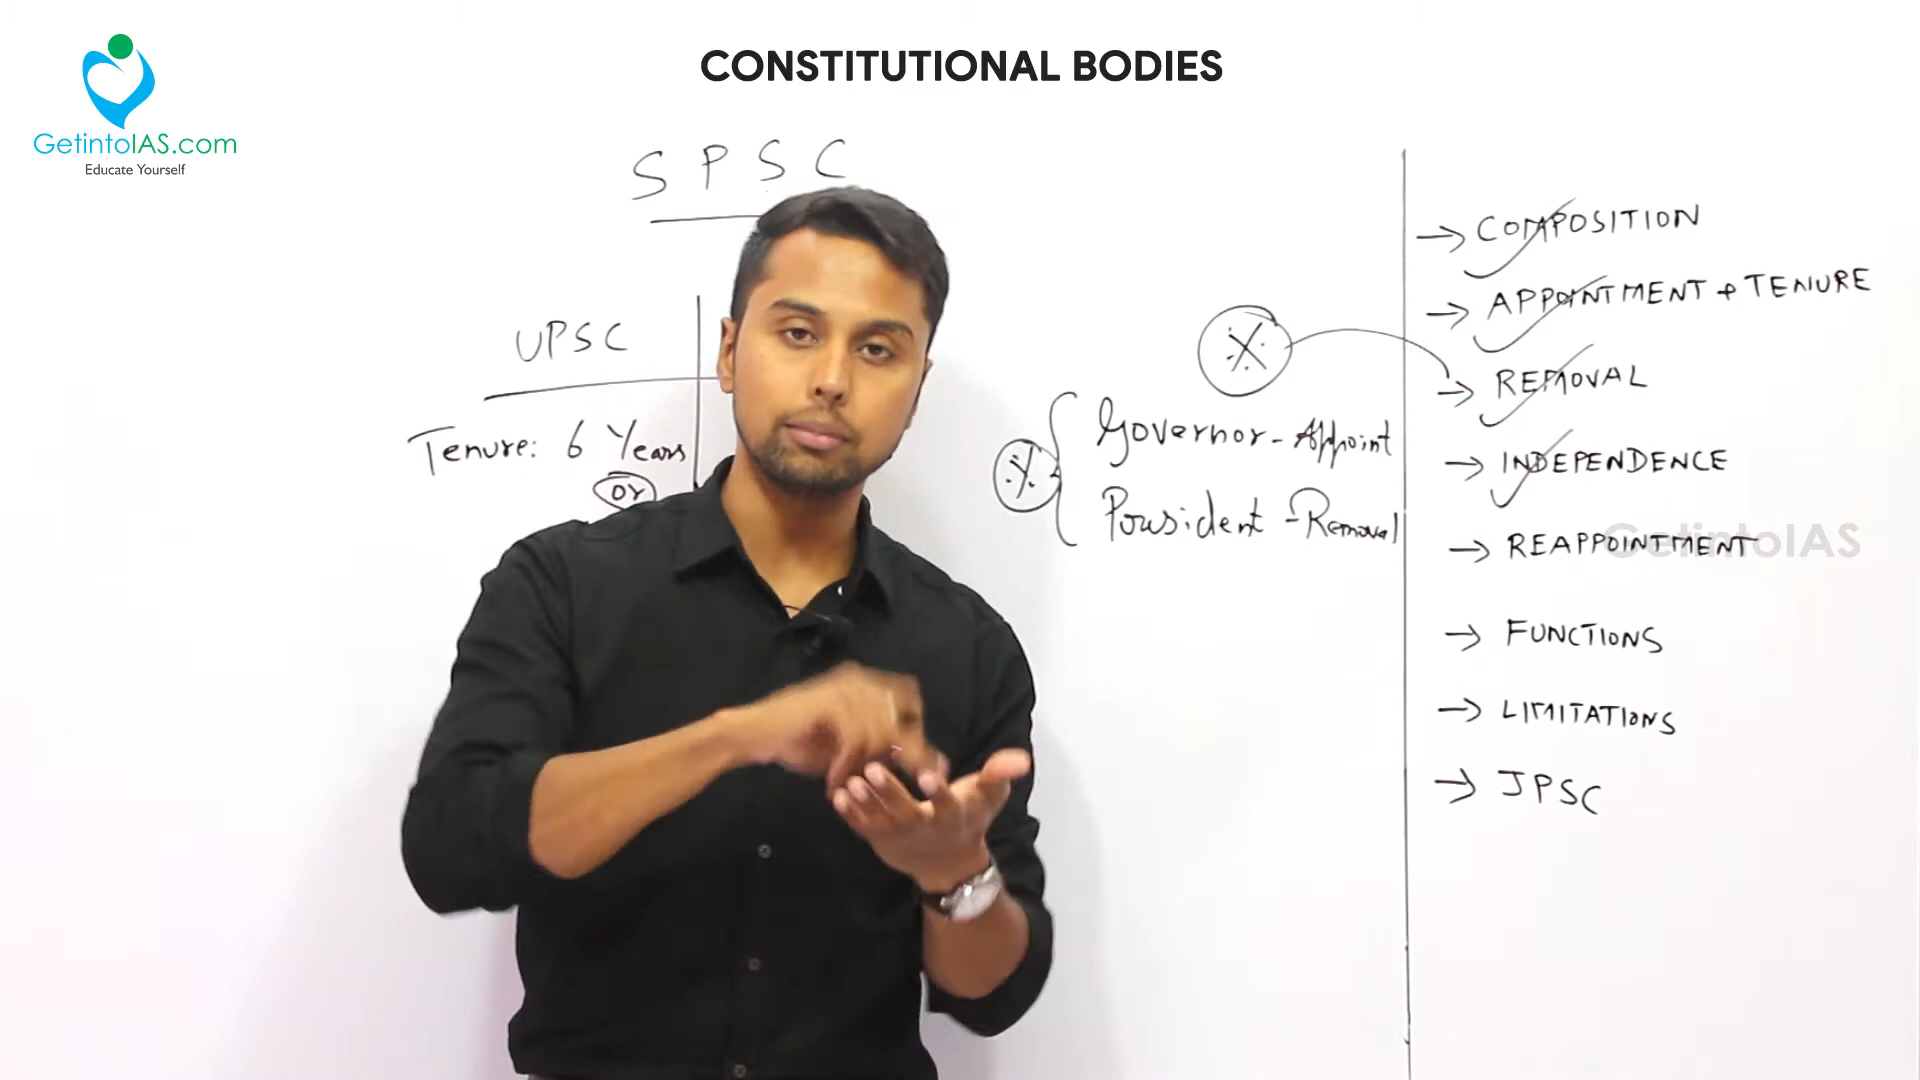 CONSTITUTIONAL BODIES
GetintoIAS.com
Educate Yourself
SPSC
UPSC
Tenure: 6 Years
or
Governor - Appoint
President - Removal
→ COMPOSITION
→ APPOINTMENT + TENURE
→ REMOVAL
→ INDEPENDENCE
→ REAPPOINTMENT
→ FUNCTIONS
→ LIMITATIONS
→ JPSC
GetintoIAS